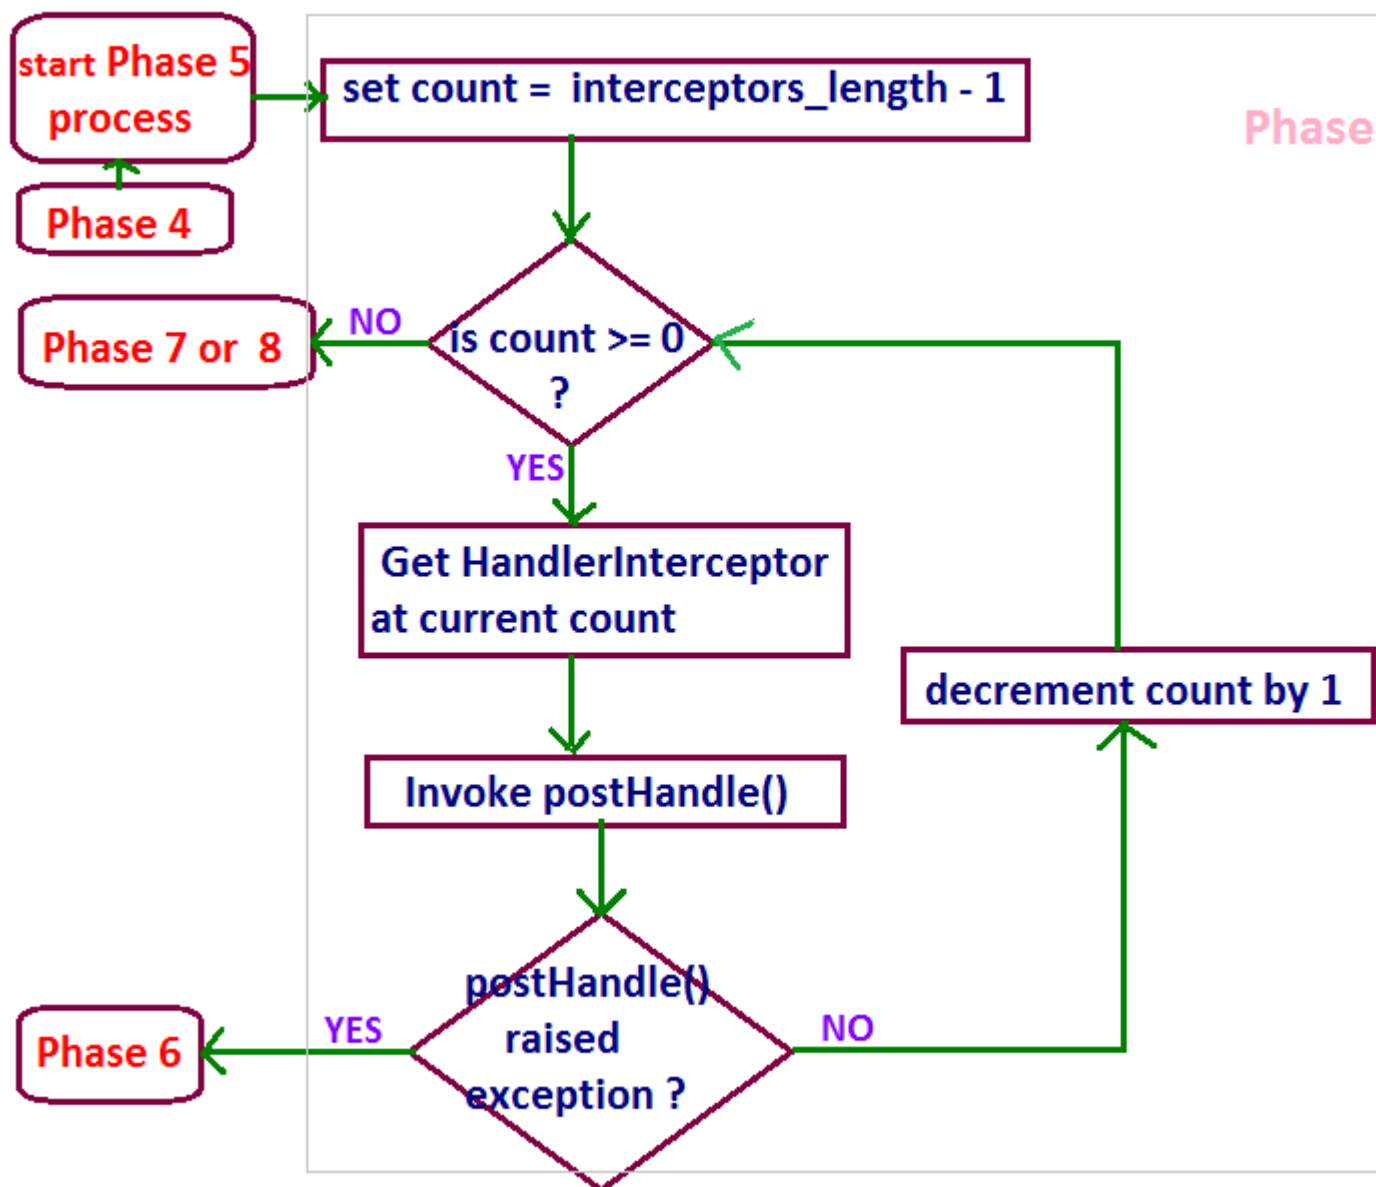 start Phase 5
process
set count = interceptors_length - 1
Phase
Phase 4
NO
Phase 7 or 8
is count >= 0
?
YES
Get HandlerInterceptor
at current count
decrement count by 1
Invoke postHandle()
postHandle()
raised
exception ?
YES
NO
Phase 6